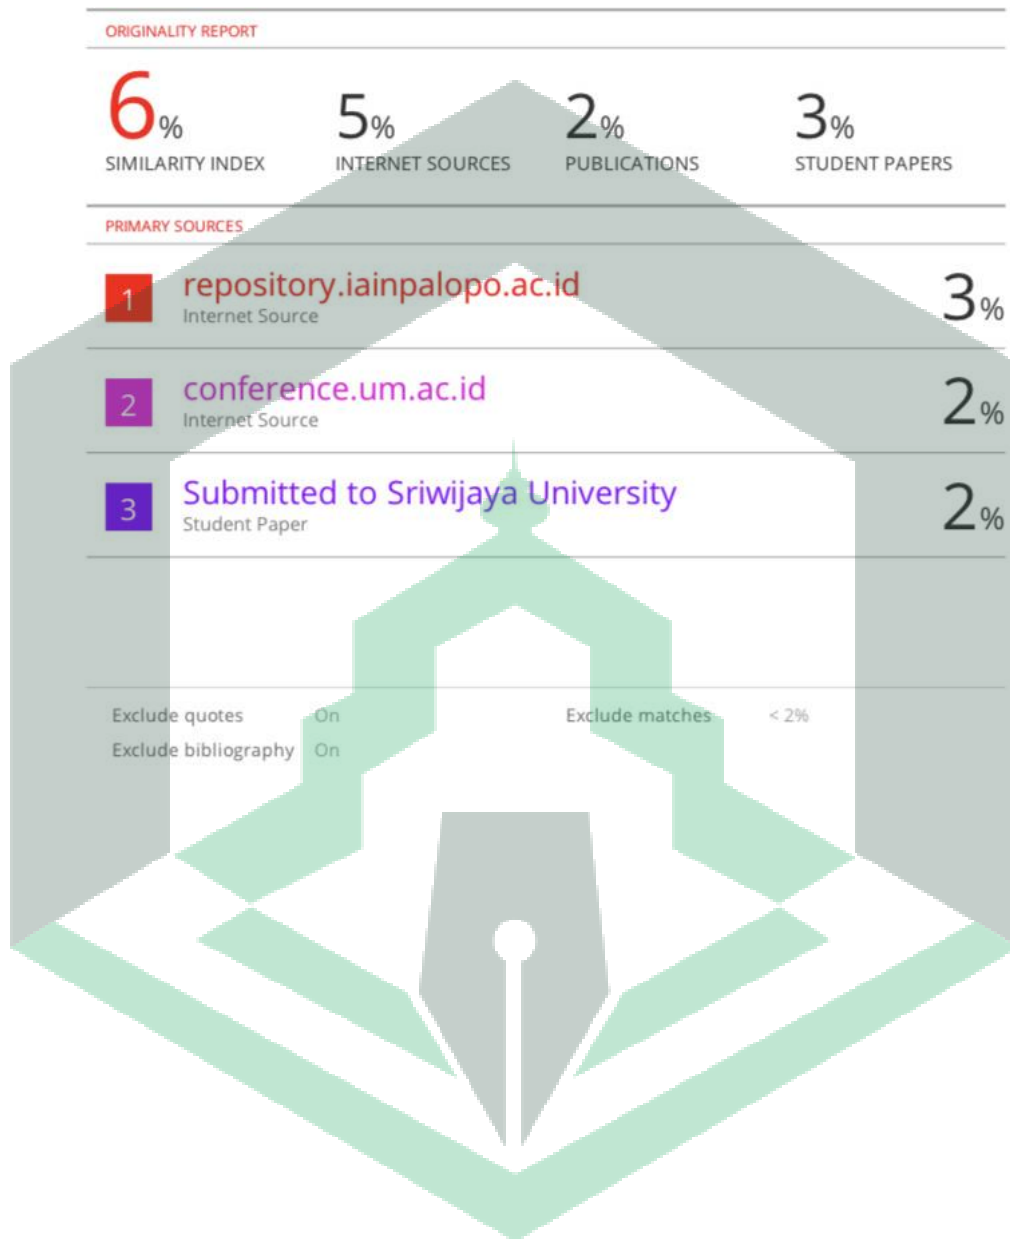 ORIGINALITY REPORT
6% 5% 2% 3%
SIMILARITY INDEX INTERNET SOURCES PUBLICATIONS STUDENT PAPERS
PRIMARY SOURCES
1 repository.iainpalopo.ac.id 3%
Internet Source
2 conference.um.ac.id 2%
Internet Source
3 Submitted to Sriwijaya University 2%
Student Paper
Exclude quotes On Exclude matches < 2%
Exclude bibliography On